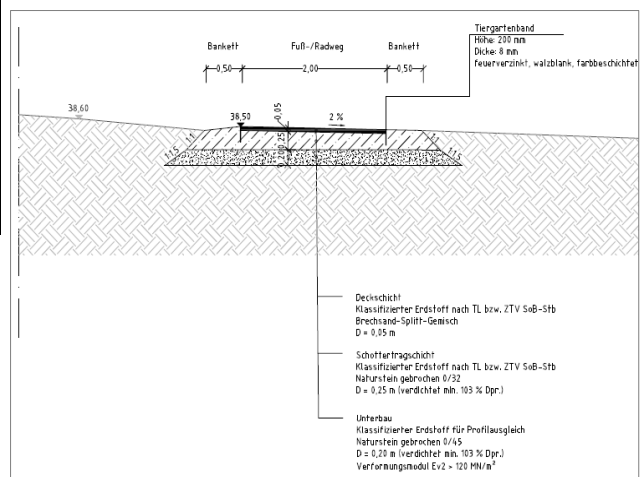 Tiergartenband
Höhe: 200 mm
Dicke: 8 mm
feuerverzinkt, walzblank, farbbeschichtet
Bankett Fuß-/Radweg Bankett
0,50 2,00 0,50
38,60
38,50
0,05
2 %
0,25
1:1
1:1
1:1,5
1:1,5
Deckschicht
Klassifizierter Erdstoff nach TL bzw. ZTV SoB-Stb
Brechsand-Splitt-Gemisch
D = 0,05 m
Schottertragschicht
Klassifizierter Erdstoff nach TL bzw. ZTV SoB-Stb
Naturstein gebrochen 0/32
D = 0,25 m (verdichtet min. 103 % Dpr.)
Unterbau
Klassifizierter Erdstoff für Profilausgleich
Naturstein gebrochen 0/45
D = 0,20 m (verdichtet min. 103 % Dpr.)
Verformungsmodul Ev2 > 120 MN/m²